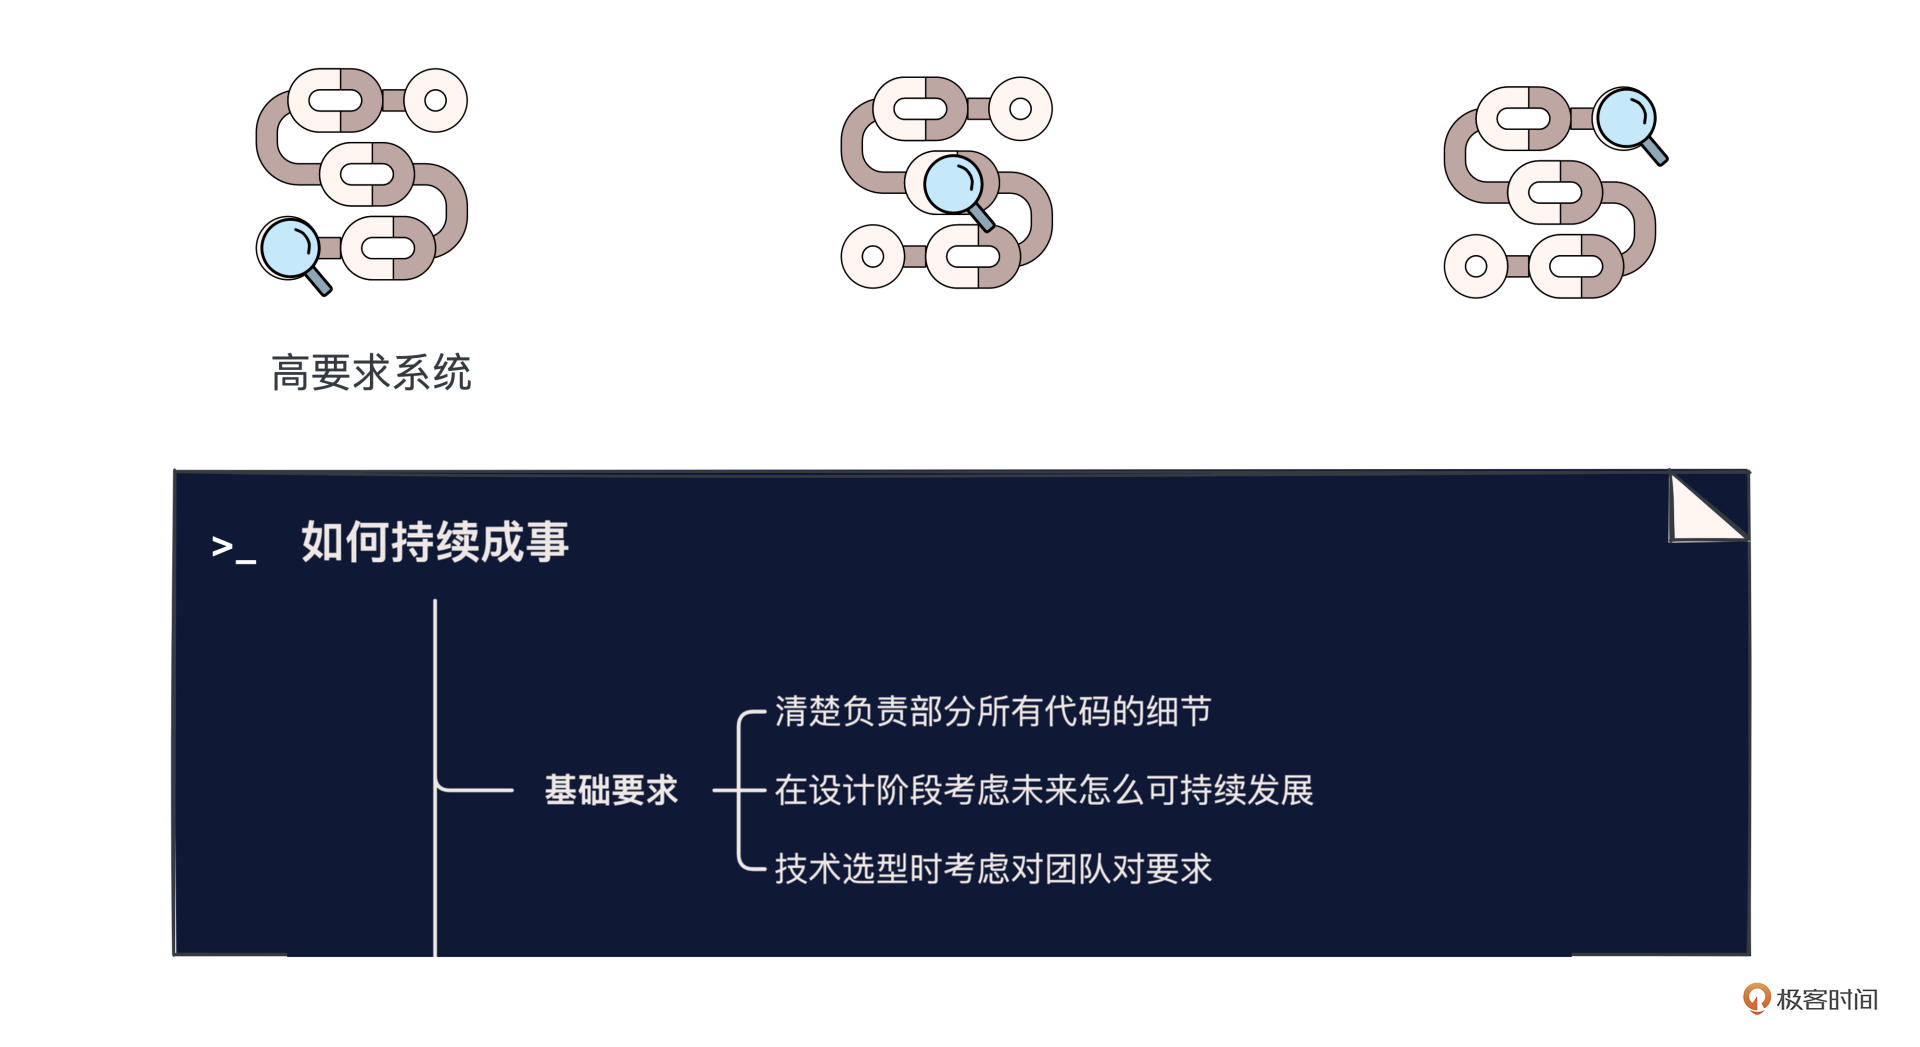 高要求系统
>_ 如何持续成事
清楚负责部分所有代码的细节
基础要求
在设计阶段考虑未来怎么可持续发展
技术选型时考虑对团队对要求
极客时间